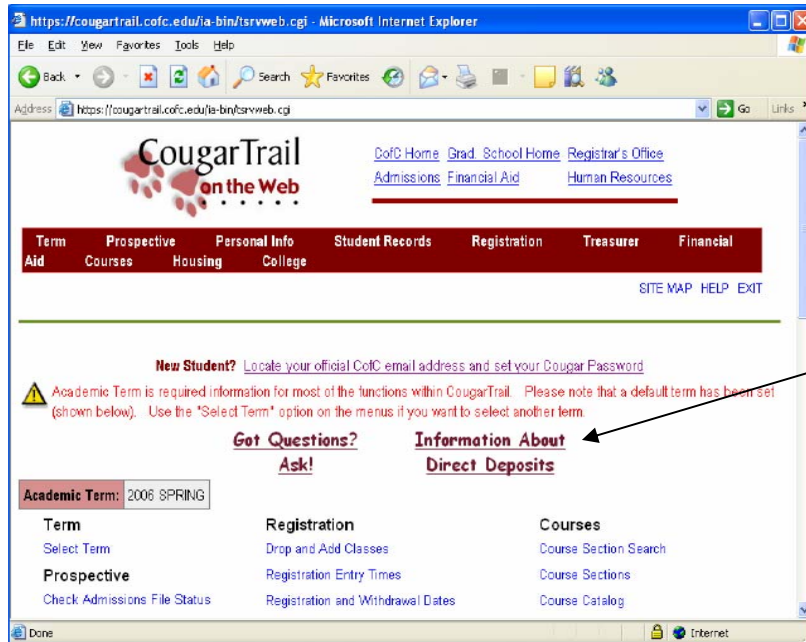 https://cougartrail.cofc.edu/ia-bin/tsrvweb.cgi - Microsoft Internet Explorer
File Edit View Favorites Tools Help
Back Search Favorites
Address https://cougartrail.cofc.edu/ia-bin/tsrvweb.cgi Go Links »
CougarTrail
on the Web
CofC Home Grad. School Home Registrar's Office
Admissions Financial Aid Human Resources
Term Prospective Personal Info Student Records Registration Treasurer Financial
Aid Courses Housing College
SITE MAP HELP EXIT
New Student? Locate your official CofC email address and set your Cougar Password
Academic Term is required information for most of the functions within CougarTrail. Please note that a default term has been set
(shown below). Use the "Select Term" option on the menus if you want to select another term.
Got Questions? Information About
Ask! Direct Deposits
Academic Term: 2006 SPRING
Term Registration Courses
Select Term Drop and Add Classes Course Section Search
Prospective Registration Entry Times Course Sections
Check Admissions File Status Registration and Withdrawal Dates Course Catalog
Done Internet